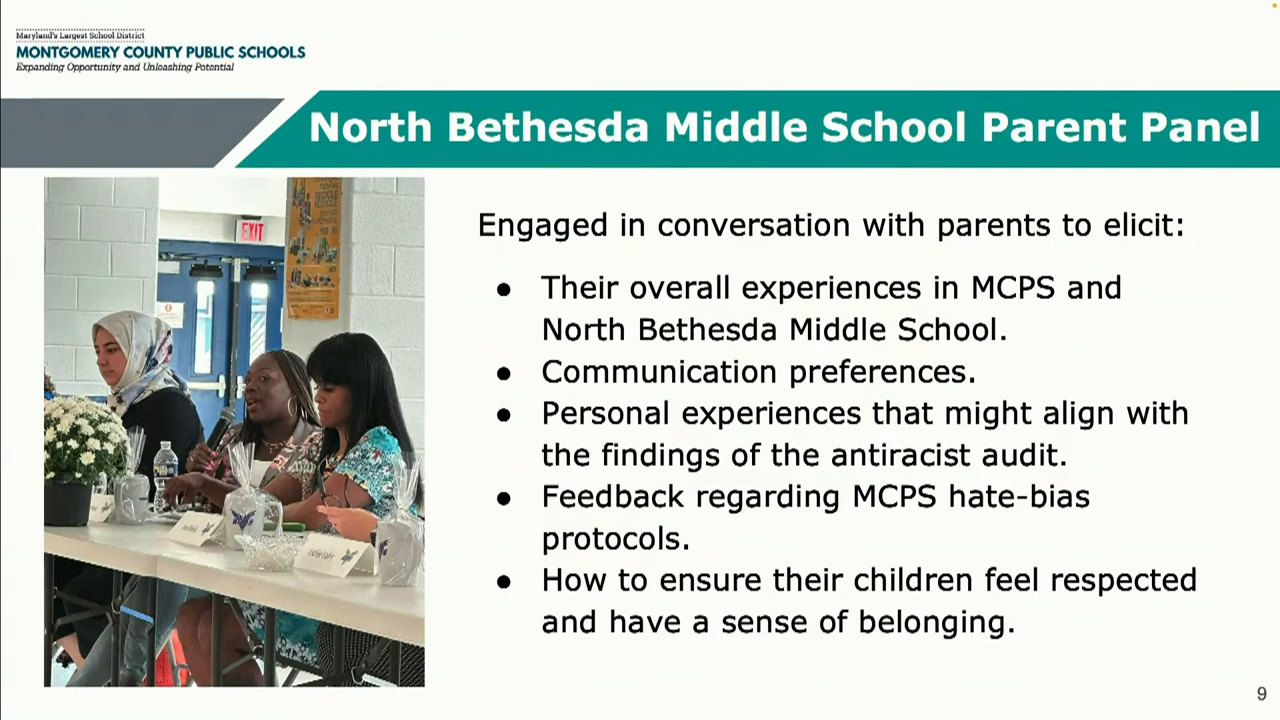 Maryland's Largest School District
MONTGOMERY COUNTY PUBLIC SCHOOLS
Expanding Opportunity and Unleashing Potential
North Bethesda Middle School Parent Panel
EXIT
RECYCLE
Engaged in conversation with parents to elicit:
● Their overall experiences in MCPS and
North Bethesda Middle School.
● Communication preferences.
● Personal experiences that might align with
the findings of the antiracist audit.
● Feedback regarding MCPS hate-bias
protocols.
● How to ensure their children feel respected
and have a sense of belonging.
9